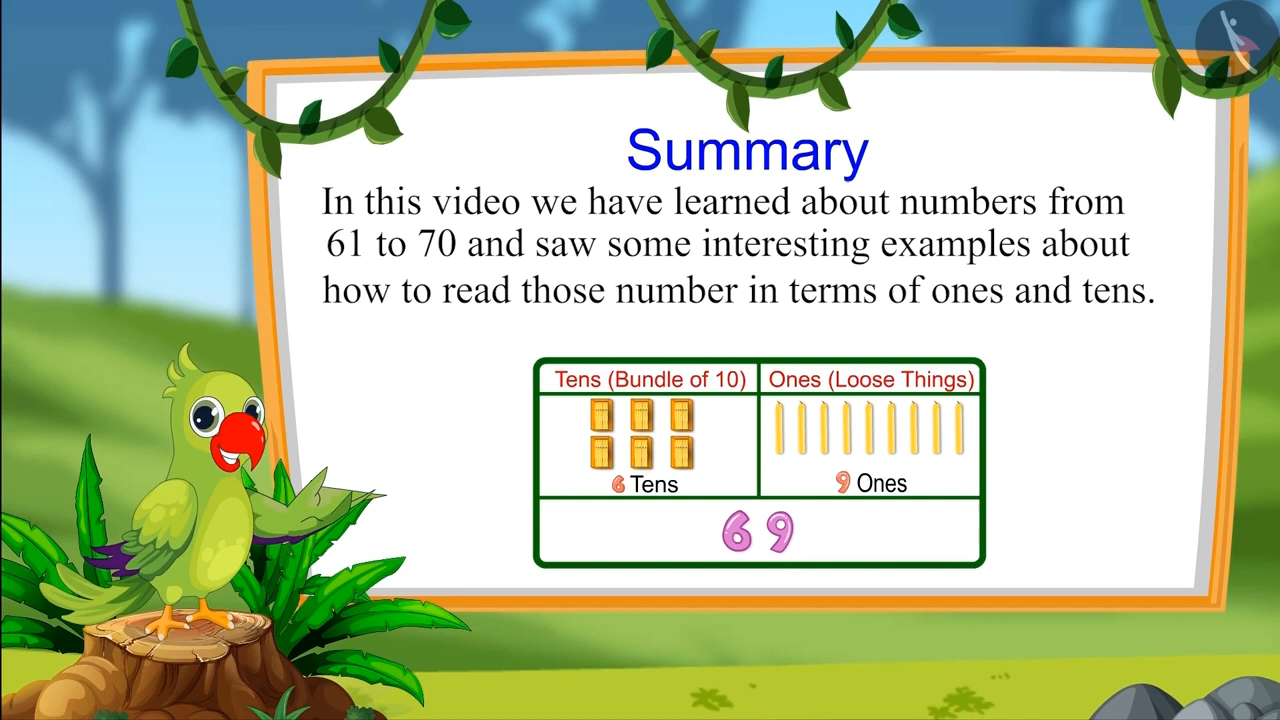 Summary
In this video we have learned about numbers from
61 to 70 and saw some interesting examples about
how to read those number in terms of ones and tens.
Tens (Bundle of 10) Ones (Loose Things)
6 Tens 9 Ones
69